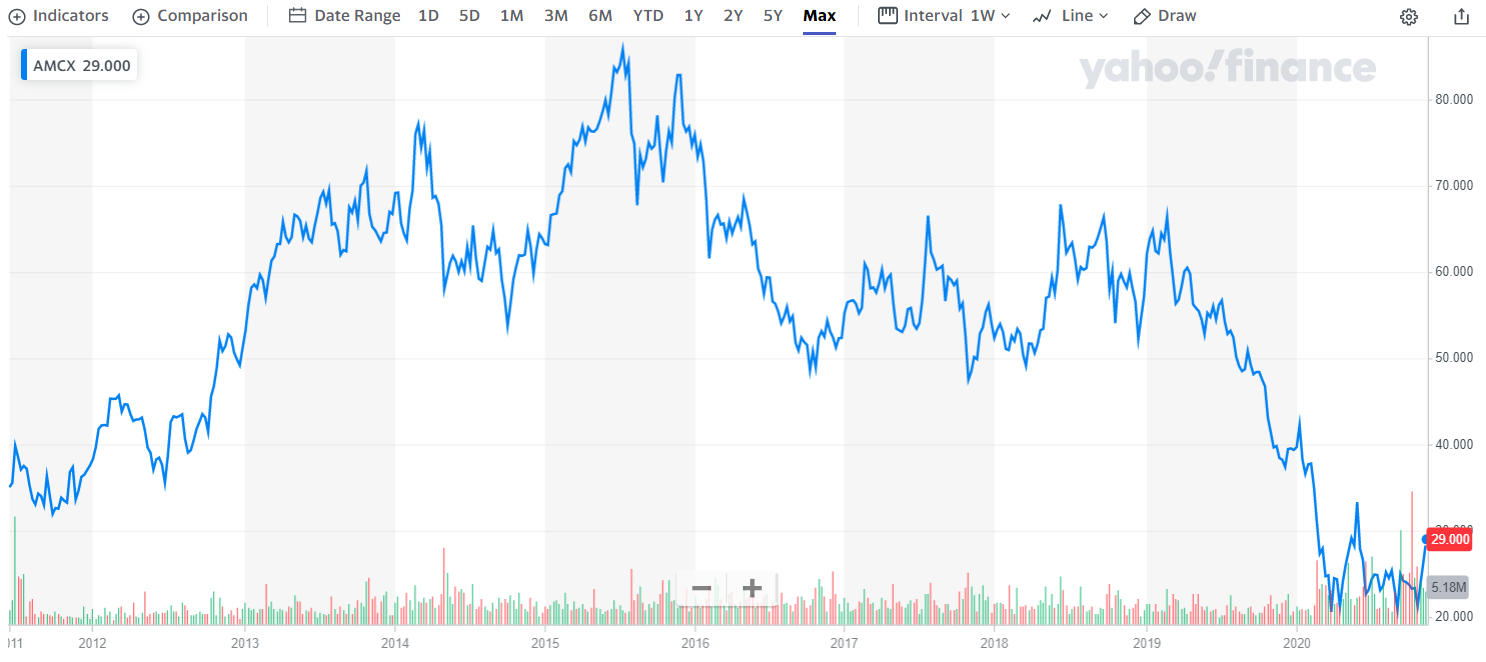 Indicators Comparison Date Range 1D 5D 1M 3M 6M YTD 1Y 2Y 5Y Max Interval 1W Line Draw
AMCX 29.000
yahoo!finance
80.000
70.000
60.000
50.000
40.000
30.000
29.000
5.18M
20.000
2012 2013 2014 2015 2016 2017 2018 2019 2020